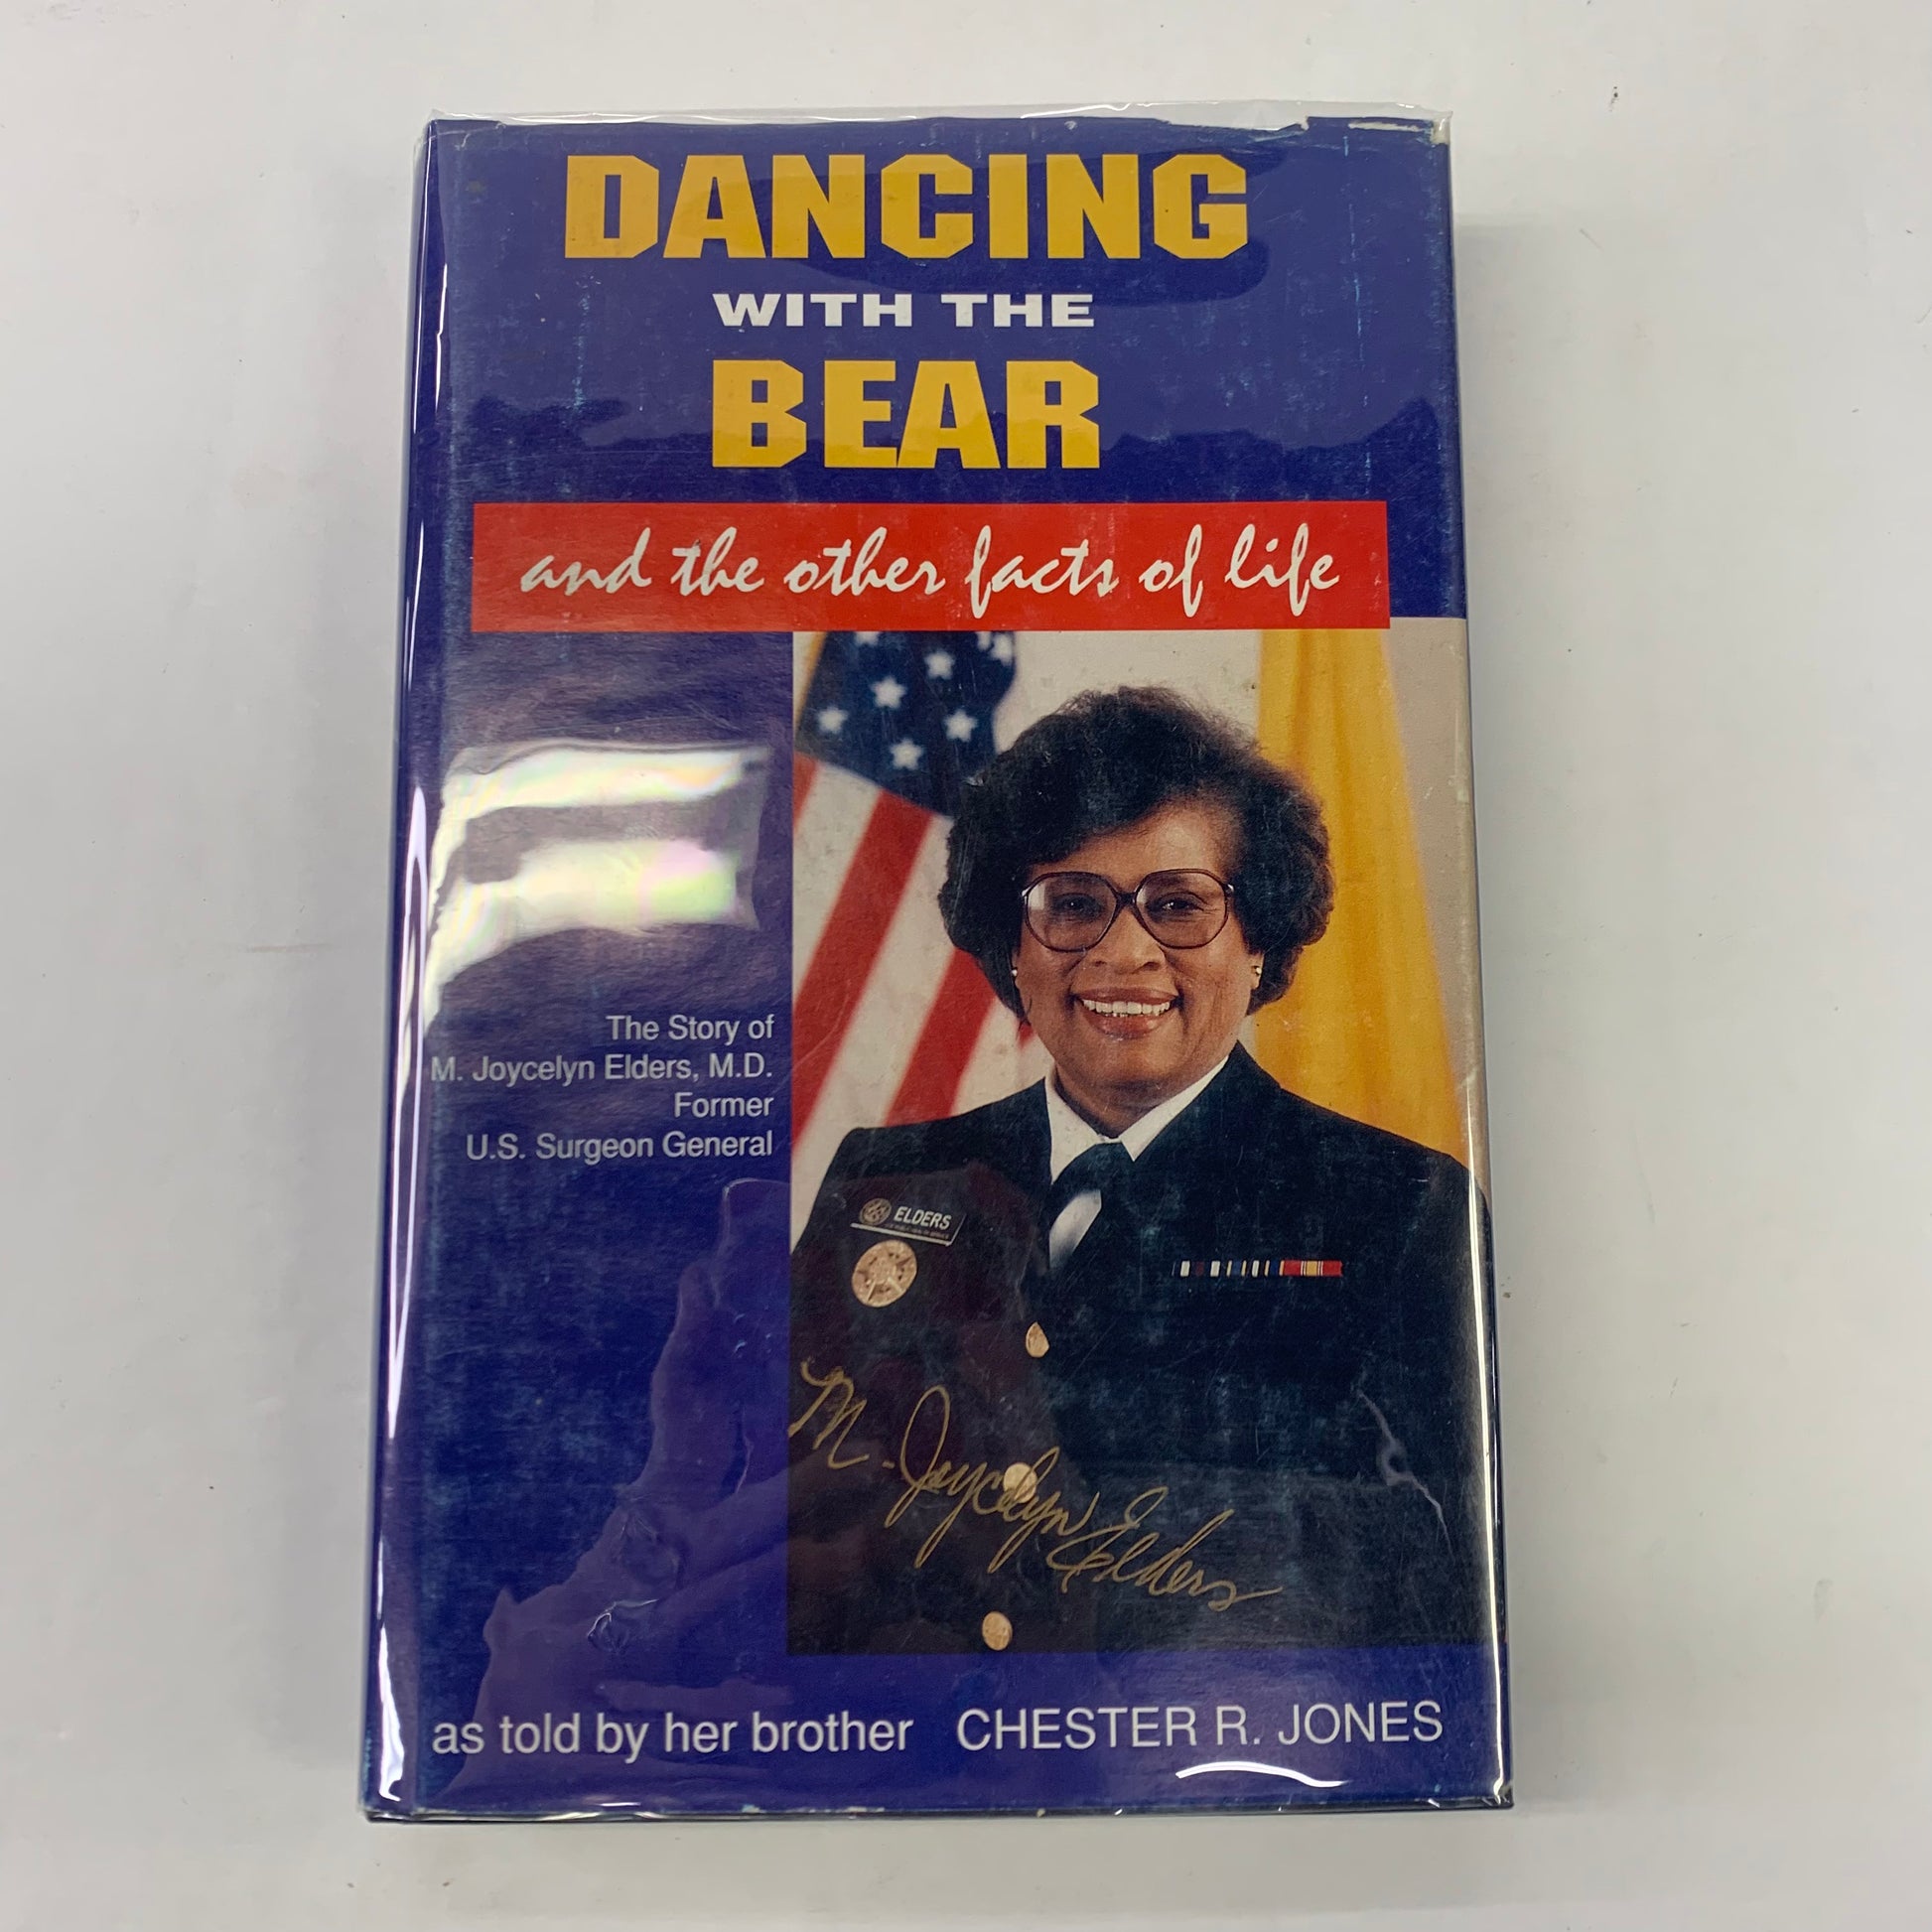 DANCING
WITH THE
BEAR
and the other facts of life
The Story of
M. Joycelyn Elders, M.D.
Former
U.S. Surgeon General
ELDERS
M. Joycelyn Elders
as told by her brother CHESTER R. JONES